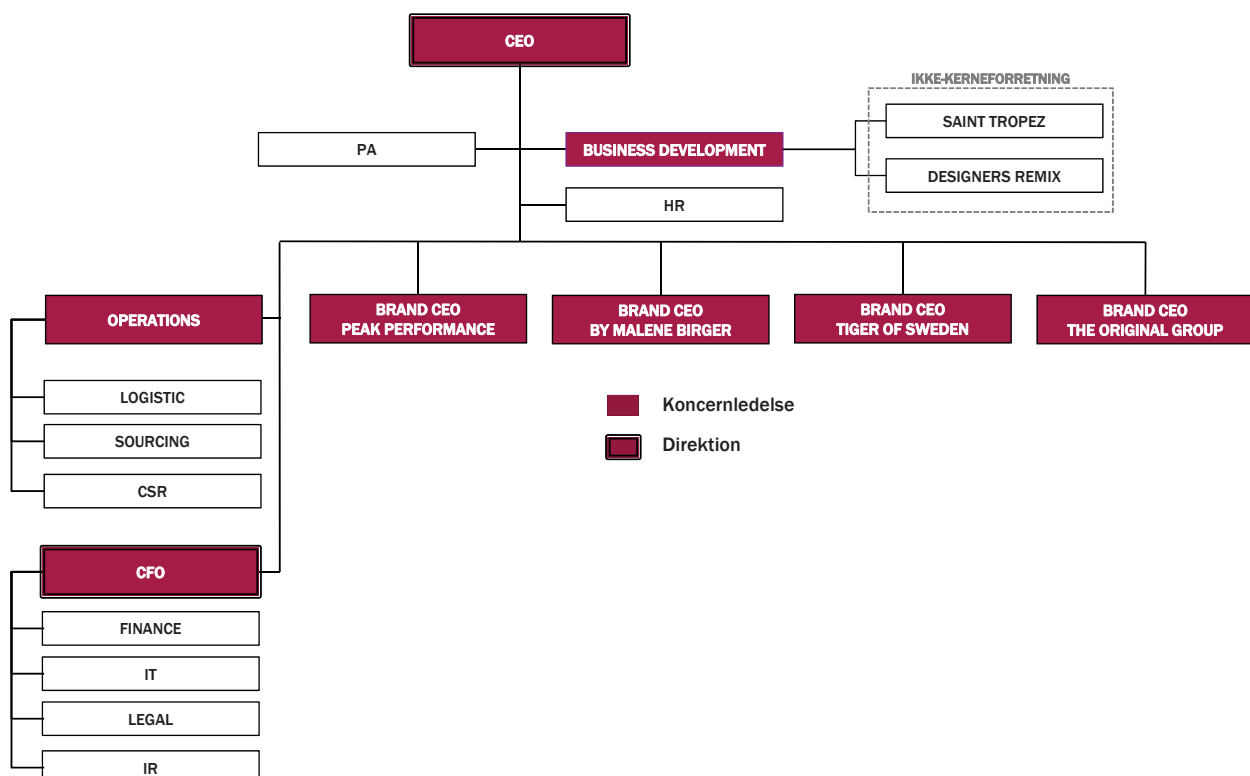 CEO
IKKE-KERNEFORRETNING
SAINT TROPEZ
PA
BUSINESS DEVELOPMENT
DESIGNERS REMIX
HR
OPERATIONS
BRAND CEO
PEAK PERFORMANCE
BRAND CEO
BY MALENE BIRGER
BRAND CEO
TIGER OF SWEDEN
BRAND CEO
THE ORIGINAL GROUP
LOGISTIC
SOURCING
CSR
Koncernledelse
Direktion
CFO
FINANCE
IT
LEGAL
IR